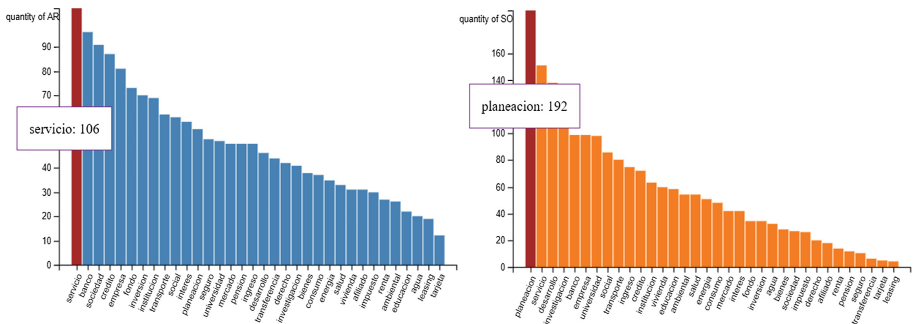 quantity of AR
90
80
70
servicio: 106
40
30
20
10
0
servicio
banco
sociedad
credito
empresa
fondo
inversion
institucion
transporte
social
interes
planeacion
seguro
universidad
mercado
pension
ingreso
desarrollo
transferencia
derecho
investigacion
bienes
consumo
energia
salud
vivienda
afiliado
impuesto
renta
ambiental
educacion
agua
leasing
tarjeta
quantity of SO
160
140
planeacion: 192
100
80
60
40
20
0
planeacion
servicio
desarrollo
investigacion
banco
empresa
universidad
social
transporte
ingreso
credito
institucion
vivienda
educacion
ambiental
salud
energia
consumo
mercado
interes
fondo
inversion
agua
bienes
sociedad
impuesto
derecho
afiliado
renta
pension
seguro
transferencia
tarjeta
leasing